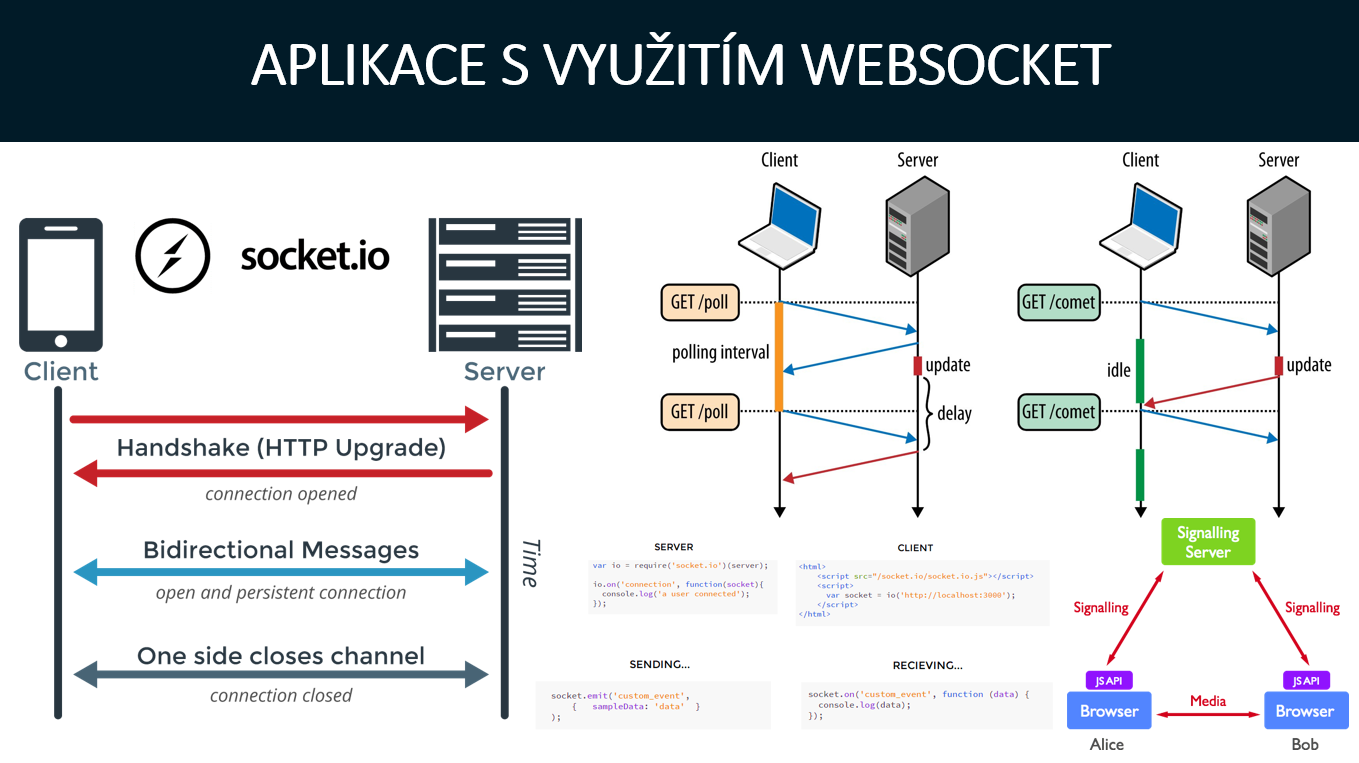 APLIKACE S VYUŽITÍM WEBSOCKET
socket.io
Client
Server
Handshake (HTTP Upgrade)
connection opened
Bidirectional Messages
open and persistent connection
One side closes channel
connection closed
Time
Client
Server
GET /poll
polling interval
update
GET /poll
delay
Client
Server
GET /comet
idle
update
GET /comet
SERVER
var io = require('socket.io')(server);
io.on('connection', function(socket){
console.log('a user connected');
});
CLIENT
<html>
<script src="/socket.io/socket.io.js"></script>
<script>
var socket = io('http://localhost:3000');
</script>
</html>
SENDING...
socket.emit('custom_event',
{ sampleData: 'data' }
);
RECIEVING...
socket.on('custom_event', function (data) {
console.log(data);
});
Signalling
Server
Signalling
Signalling
JS API
JS API
Browser
Media
Browser
Alice
Bob